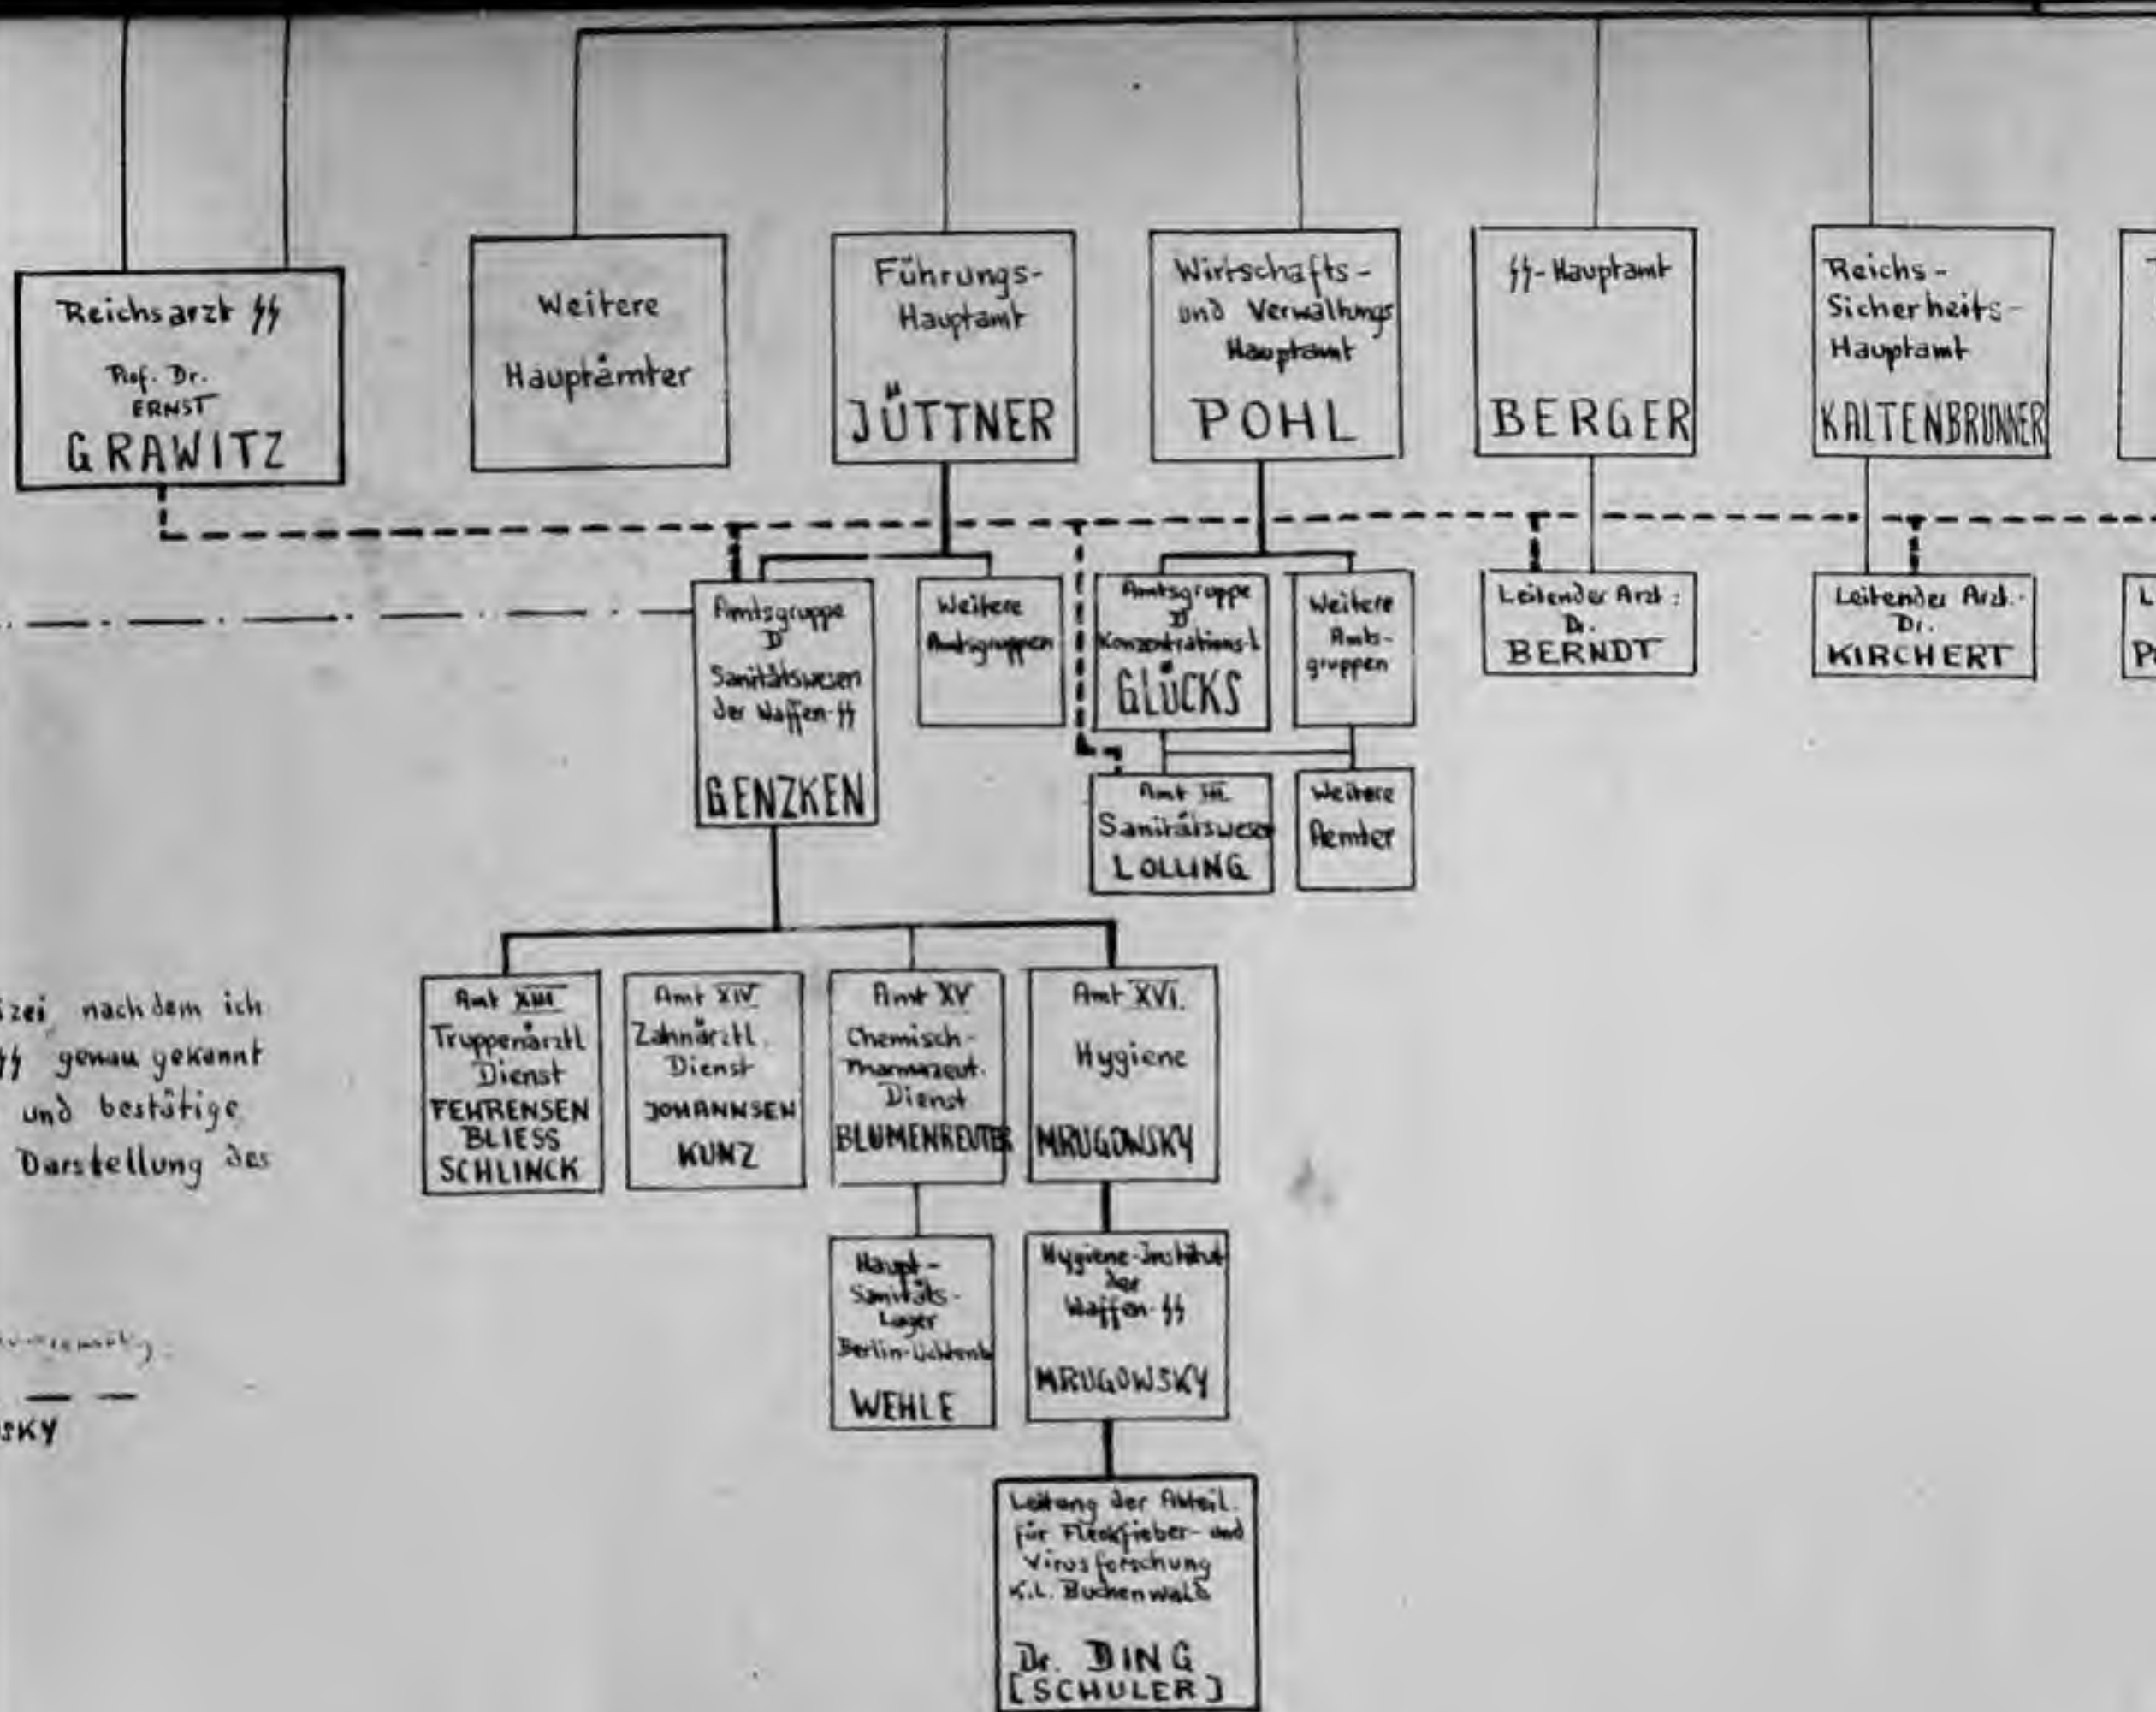 Reichsarzt SS
Prof. Dr.
ERNST
GRAWITZ
Weitere
Hauptämter
Führungs-
Hauptamt
JÜTTNER
Wirtschafts-
und Verwaltungs
Hauptamt
POHL
SS-Hauptamt
BERGER
Reichs-
Sicherheits-
Hauptamt
KALTENBRUNNER
Amtsgruppe
D
Sanitätswesen
der Waffen-SS
GENZKEN
Weitere
Amtsgruppen
Amtsgruppe
D
Konzentrations-L
GLÜCKS
Weitere
Amts-
gruppen
Leitender Arzt:
Dr.
BERNDT
Leitender Arzt.
Dr.
KIRCHERT
L
P
Amt III
Sanitätswesen
LOLLING
Weitere
Aemter
Amt XIII
Truppenärztl
Dienst
FEHRENSEN
BLIESS
SCHLINCK
Amt XIV
Zahnärztl.
Dienst
JOHANNSEN
KUNZ
Amt XV
Chemisch-
Pharmazeut.
Dienst
BLUMENREUTER
Amt XVI.
Hygiene
MRUGOWSKY
Haupt-
Sanitäts-
Lager
Berlin-Lichtenb
WEHLE
Hygiene-Institut
der
Waffen-SS
MRUGOWSKY
Leitung der Abteil.
für Fleckfieber- und
Virusforschung
K.L. Buchenwald
Dr. DING
[SCHULER]
izei nachdem ich
SS genau gekannt
und bestätige
Darstellung des
SKY